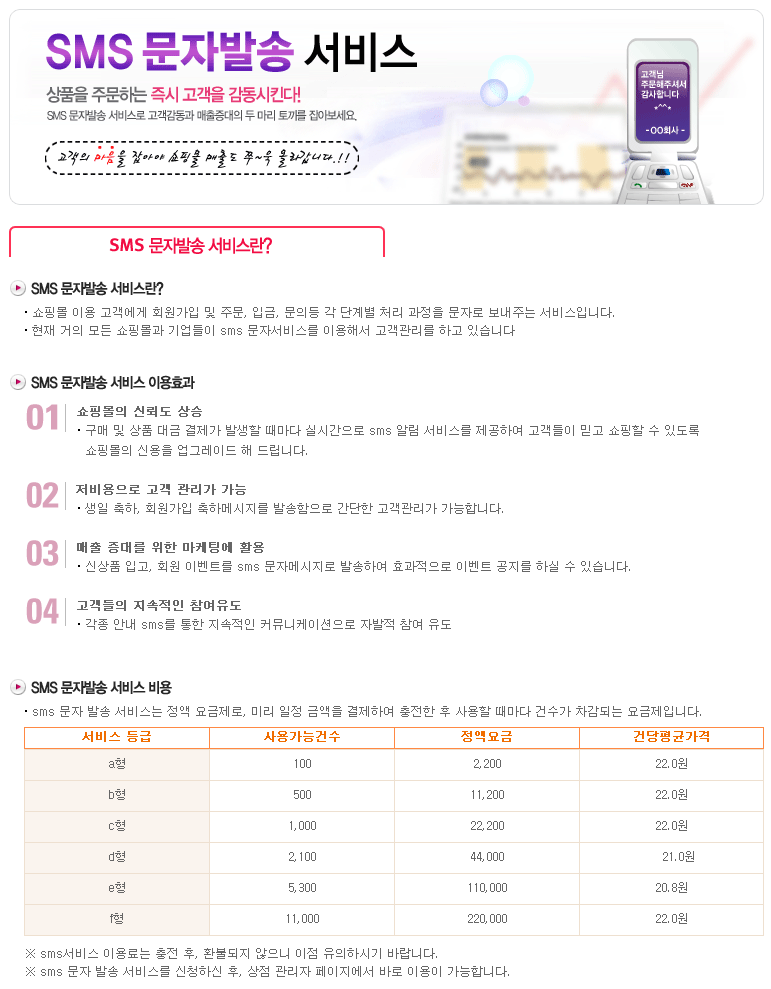 SMS 문자발송 서비스
상품을 주문하는 즉시 고객을 감동시킨다!
SMS 문자발송 서비스로 고객감동과 매출증대의 두 마리 토끼를 잡아보세요.
고객의 마음을 잡아야 쇼핑몰 매출도 쭈~욱 올라갑니다.!!
고객님
주문해주셔서
감사합니다
*^^*
- OO회사 -
SMS 문자발송 서비스란?
SMS 문자발송 서비스란?
· 쇼핑몰 이용 고객에게 회원가입 및 주문, 입금, 문의등 각 단계별 처리 과정을 문자로 보내주는 서비스입니다.
· 현재 거의 모든 쇼핑몰과 기업들이 sms 문자서비스를 이용해서 고객관리를 하고 있습니다
SMS 문자발송 서비스 이용효과
01 쇼핑몰의 신뢰도 상승
· 구매 및 상품 대금 결제가 발생할 때마다 실시간으로 sms 알림 서비스를 제공하여 고객들이 믿고 쇼핑할 수 있도록
쇼핑몰의 신용을 업그레이드 해 드립니다.
02 저비용으로 고객 관리가 가능
· 생일 축하, 회원가입 축하메시지를 발송함으로 간단한 고객관리가 가능합니다.
03 매출 증대를 위한 마케팅에 활용
· 신상품 입고, 회원 이벤트를 sms 문자메시지로 발송하여 효과적으로 이벤트 공지를 하실 수 있습니다.
04 고객들의 지속적인 참여유도
· 각종 안내 sms를 통한 지속적인 커뮤니케이션으로 자발적 참여 유도
SMS 문자발송 서비스 비용
· sms 문자 발송 서비스는 정액 요금제로, 미리 일정 금액을 결제하여 충전한 후 사용할 때마다 건수가 차감되는 요금제입니다.
서비스 등급 사용가능건수 정액요금 건당평균가격
a형 100 2,200 22.0원
b형 500 11,200 22.0원
c형 1,000 22,200 22.0원
d형 2,100 44,000 21.0원
e형 5,300 110,000 20.8원
f형 11,000 220,000 22.0원
※ sms서비스 이용료는 충전 후, 환불되지 않으니 이점 유의하시기 바랍니다.
※ sms 문자 발송 서비스를 신청하신 후, 상점 관리자 페이지에서 바로 이용이 가능합니다.